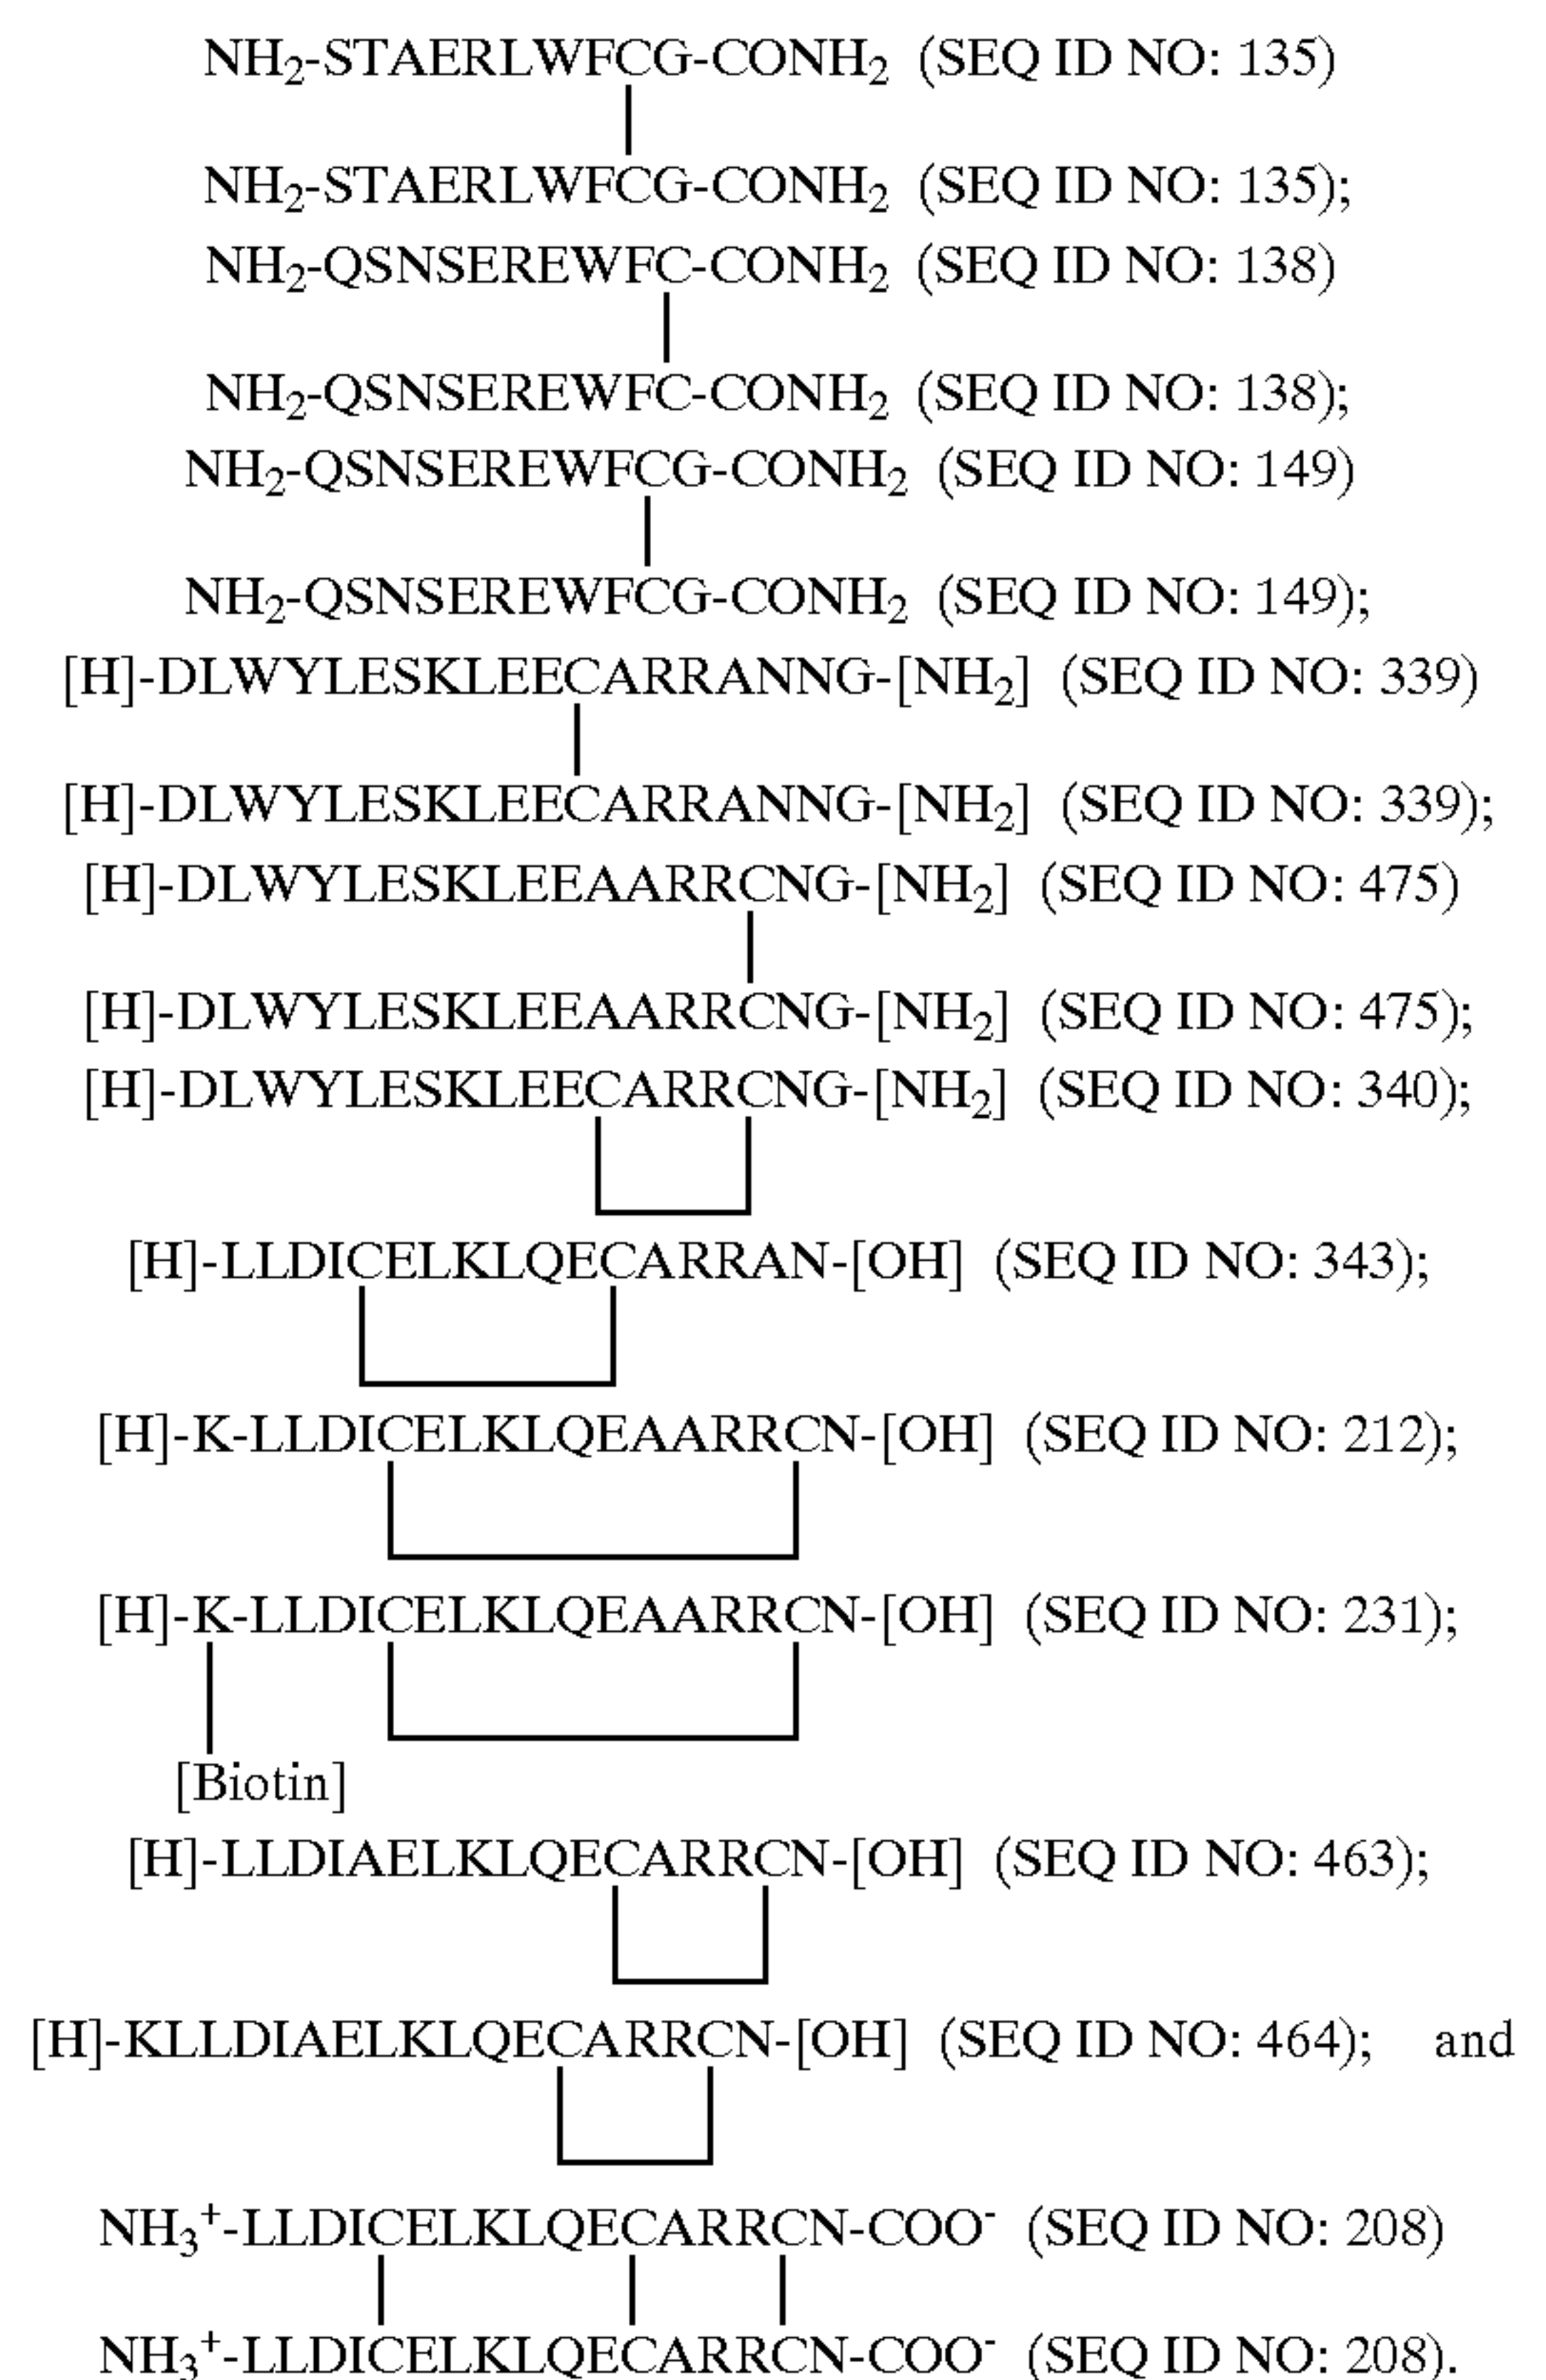 NH2-STAERLWFCG-CONH2 (SEQ ID NO: 135)
NH2-STAERLWFCG-CONH2 (SEQ ID NO: 135);
NH2-QSNSEREWFC-CONH2 (SEQ ID NO: 138)
NH2-QSNSEREWFC-CONH2 (SEQ ID NO: 138);
NH2-QSNSEREWFCG-CONH2 (SEQ ID NO: 149)
NH2-QSNSEREWFCG-CONH2 (SEQ ID NO: 149);
[H]-DLWYLESKLEECARRANNG-[NH2] (SEQ ID NO: 339)
[H]-DLWYLESKLEECARRANNG-[NH2] (SEQ ID NO: 339);
[H]-DLWYLESKLEEAARRCNG-[NH2] (SEQ ID NO: 475)
[H]-DLWYLESKLEEAARRCNG-[NH2] (SEQ ID NO: 475);
[H]-DLWYLESKLEECARRCNG-[NH2] (SEQ ID NO: 340);
[H]-LLDICELKLQECARRAN-[OH] (SEQ ID NO: 343);
[H]-K-LLDICELKLQEAARRCN-[OH] (SEQ ID NO: 212);
[H]-K-LLDICELKLQEAARRCN-[OH] (SEQ ID NO: 231);
[Biotin]
[H]-LLDIAELKLQECARRCN-[OH] (SEQ ID NO: 463);
[H]-KLLDIAELKLQECARRCN-[OH] (SEQ ID NO: 464); and
NH3+-LLDICELKLQECARRCN-COO- (SEQ ID NO: 208)
NH3+-LLDICELKLQECARRCN-COO- (SEQ ID NO: 208).